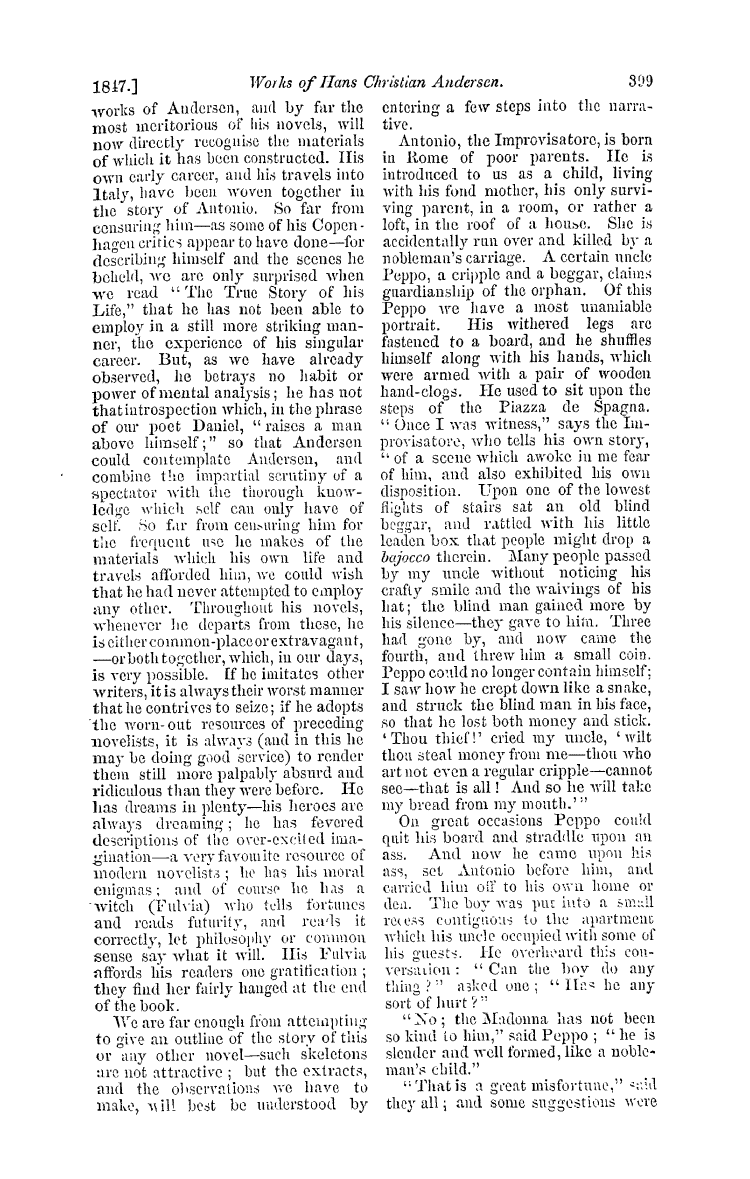 1847.] Works of Hans Christian Andersen. 399
works of Andersen, and by far the
most meritorious of his novels, will
now directly recognise the materials
of which it has been constructed. His
own early career, and his travels into
Italy, have been woven together in
the story of Antonio. So far from
censuring him—as some of his Copen-
hagen critics appear to have done—for
describing himself and the scenes he
beheld, we are only surprised when
we read "The True Story of his
Life," that he has not been able to
employ in a still more striking man-
ner, the experience of his singular
career. But, as we have already
observed, he betrays no habit or
power of mental analysis; he has not
that introspection which, in the phrase
of our poet Daniel, "raises a man
above himself;" so that Andersen
could contemplate Andersen, and
combine the impartial scrutiny of a
spectator with the thorough know-
ledge which self can only have of
self. So far from censuring him for
the frequent use he makes of the
materials which his own life and
travels afforded him, we could wish
that he had never attempted to employ
any other. Throughout his novels,
whenever he departs from these, he
is either common-place or extravagant,
—or both together, which, in our days,
is very possible. If he imitates other
writers, it is always their worst manner
that he contrives to seize; if he adopts
the worn-out resources of preceding
novelists, it is always (and in this he
may be doing good service) to render
them still more palpably absurd and
ridiculous than they were before. He
has dreams in plenty—his heroes are
always dreaming; he has fevered
descriptions of the over-excited ima-
gination—a very favourite resource of
modern novelists; he has his moral
enigmas; and of course he has a
witch (Fulvia) who tells fortunes
and reads futurity, and reads it
correctly, let philosophy or common
sense say what it will. His Fulvia
affords his readers one gratification;
they find her fairly hanged at the end
of the book.
We are far enough from attempting
to give an outline of the story of this
or any other novel—such skeletons
are not attractive; but the extracts,
and the observations we have to
make, will best be understood by
entering a few steps into the narra-
tive.
Antonio, the Improvisatore, is born
in Rome of poor parents. He is
introduced to us as a child, living
with his fond mother, his only survi-
ving parent, in a room, or rather a
loft, in the roof of a house. She is
accidentally run over and killed by a
nobleman's carriage. A certain uncle
Peppo, a cripple and a beggar, claims
guardianship of the orphan. Of this
Peppo we have a most unamiable
portrait. His withered legs are
fastened to a board, and he shuffles
himself along with his hands, which
were armed with a pair of wooden
hand-clogs. He used to sit upon the
steps of the Piazza de Spagna.
"Once I was witness," says the Im-
provisatore, who tells his own story,
"of a scene which awoke in me fear
of him, and also exhibited his own
disposition. Upon one of the lowest
flights of stairs sat an old blind
beggar, and rattled with his little
leaden box that people might drop a
bajocco therein. Many people passed
by my uncle without noticing his
crafty smile and the waivings of his
hat; the blind man gained more by
his silence—they gave to him. Three
had gone by, and now came the
fourth, and threw him a small coin.
Peppo could no longer contain himself;
I saw how he crept down like a snake,
and struck the blind man in his face,
so that he lost both money and stick.
'Thou thief!' cried my uncle, 'wilt
thou steal money from me—thou who
art not even a regular cripple—cannot
see—that is all! And so he will take
my bread from my mouth.'"
On great occasions Peppo could
quit his board and straddle upon an
ass. And now he came upon his
ass, set Antonio before him, and
carried him off to his own home or
den. The boy was put into a small
recess contiguous to the apartment
which his uncle occupied with some of
his guests. He overheard this con-
versation: "Can the boy do any
thing?" asked one; "Has he any
sort of hurt?"
"No; the Madonna has not been
so kind to him," said Peppo; "he is
slender and well formed, like a noble-
man's child."
"That is a great misfortune," said
they all; and some suggestions were